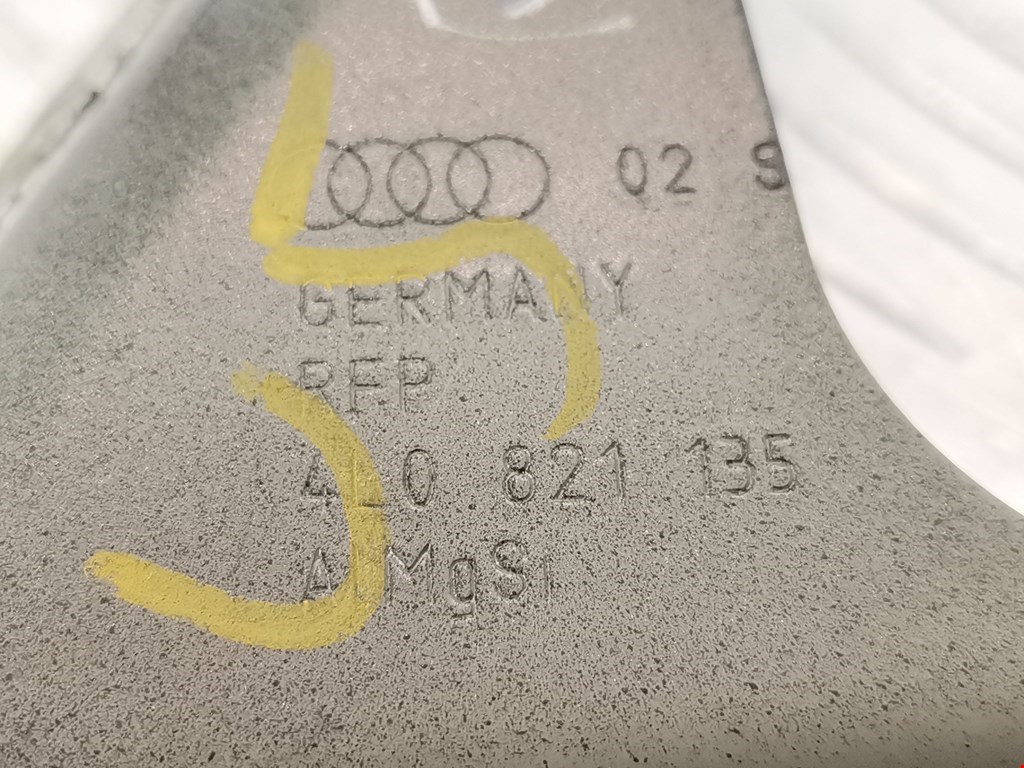 02 S
GERMANY
RFP
4L0 821 135
AlMgSi